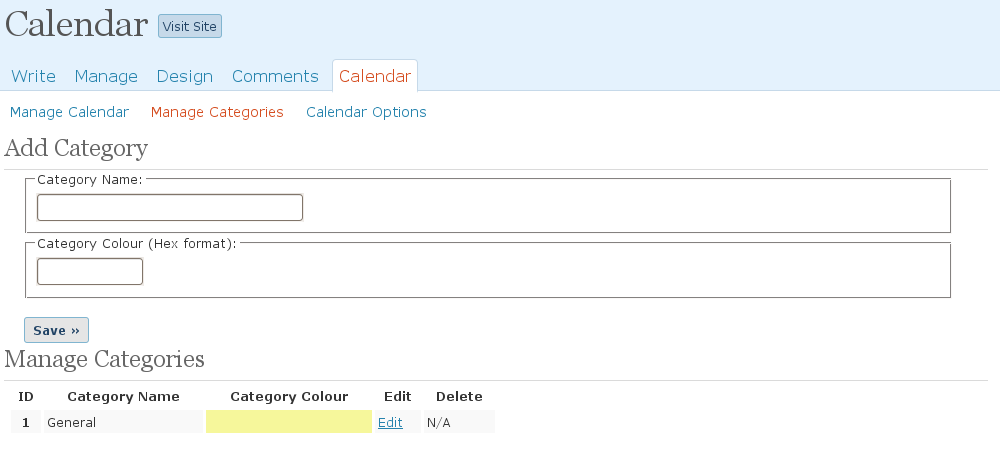 Calendar Visit Site
Write Manage Design Comments Calendar
Manage Calendar Manage Categories Calendar Options
Add Category
Category Name:
Category Colour (Hex format):
Save »
Manage Categories
ID Category Name Category Colour Edit Delete
1 General Edit N/A